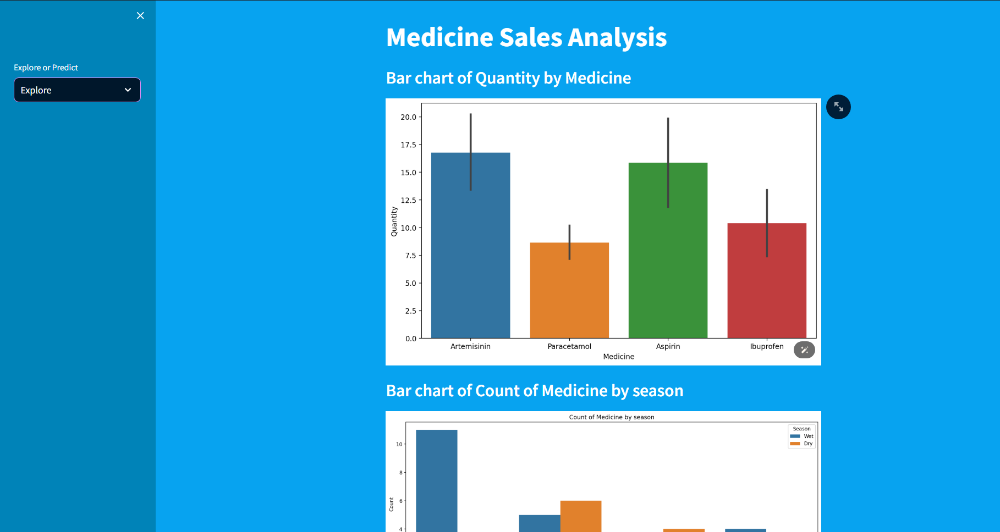 Explore or Predict
Explore
Medicine Sales Analysis
Bar chart of Quantity by Medicine
20.0
17.5
15.0
12.5
10.0
7.5
5.0
2.5
0.0
Quantity
Artemisinin Paracetamol Aspirin Ibuprofen
Medicine
Bar chart of Count of Medicine by season
Count of Medicine by season
Season
Wet
Dry
10
8
6
4
Count